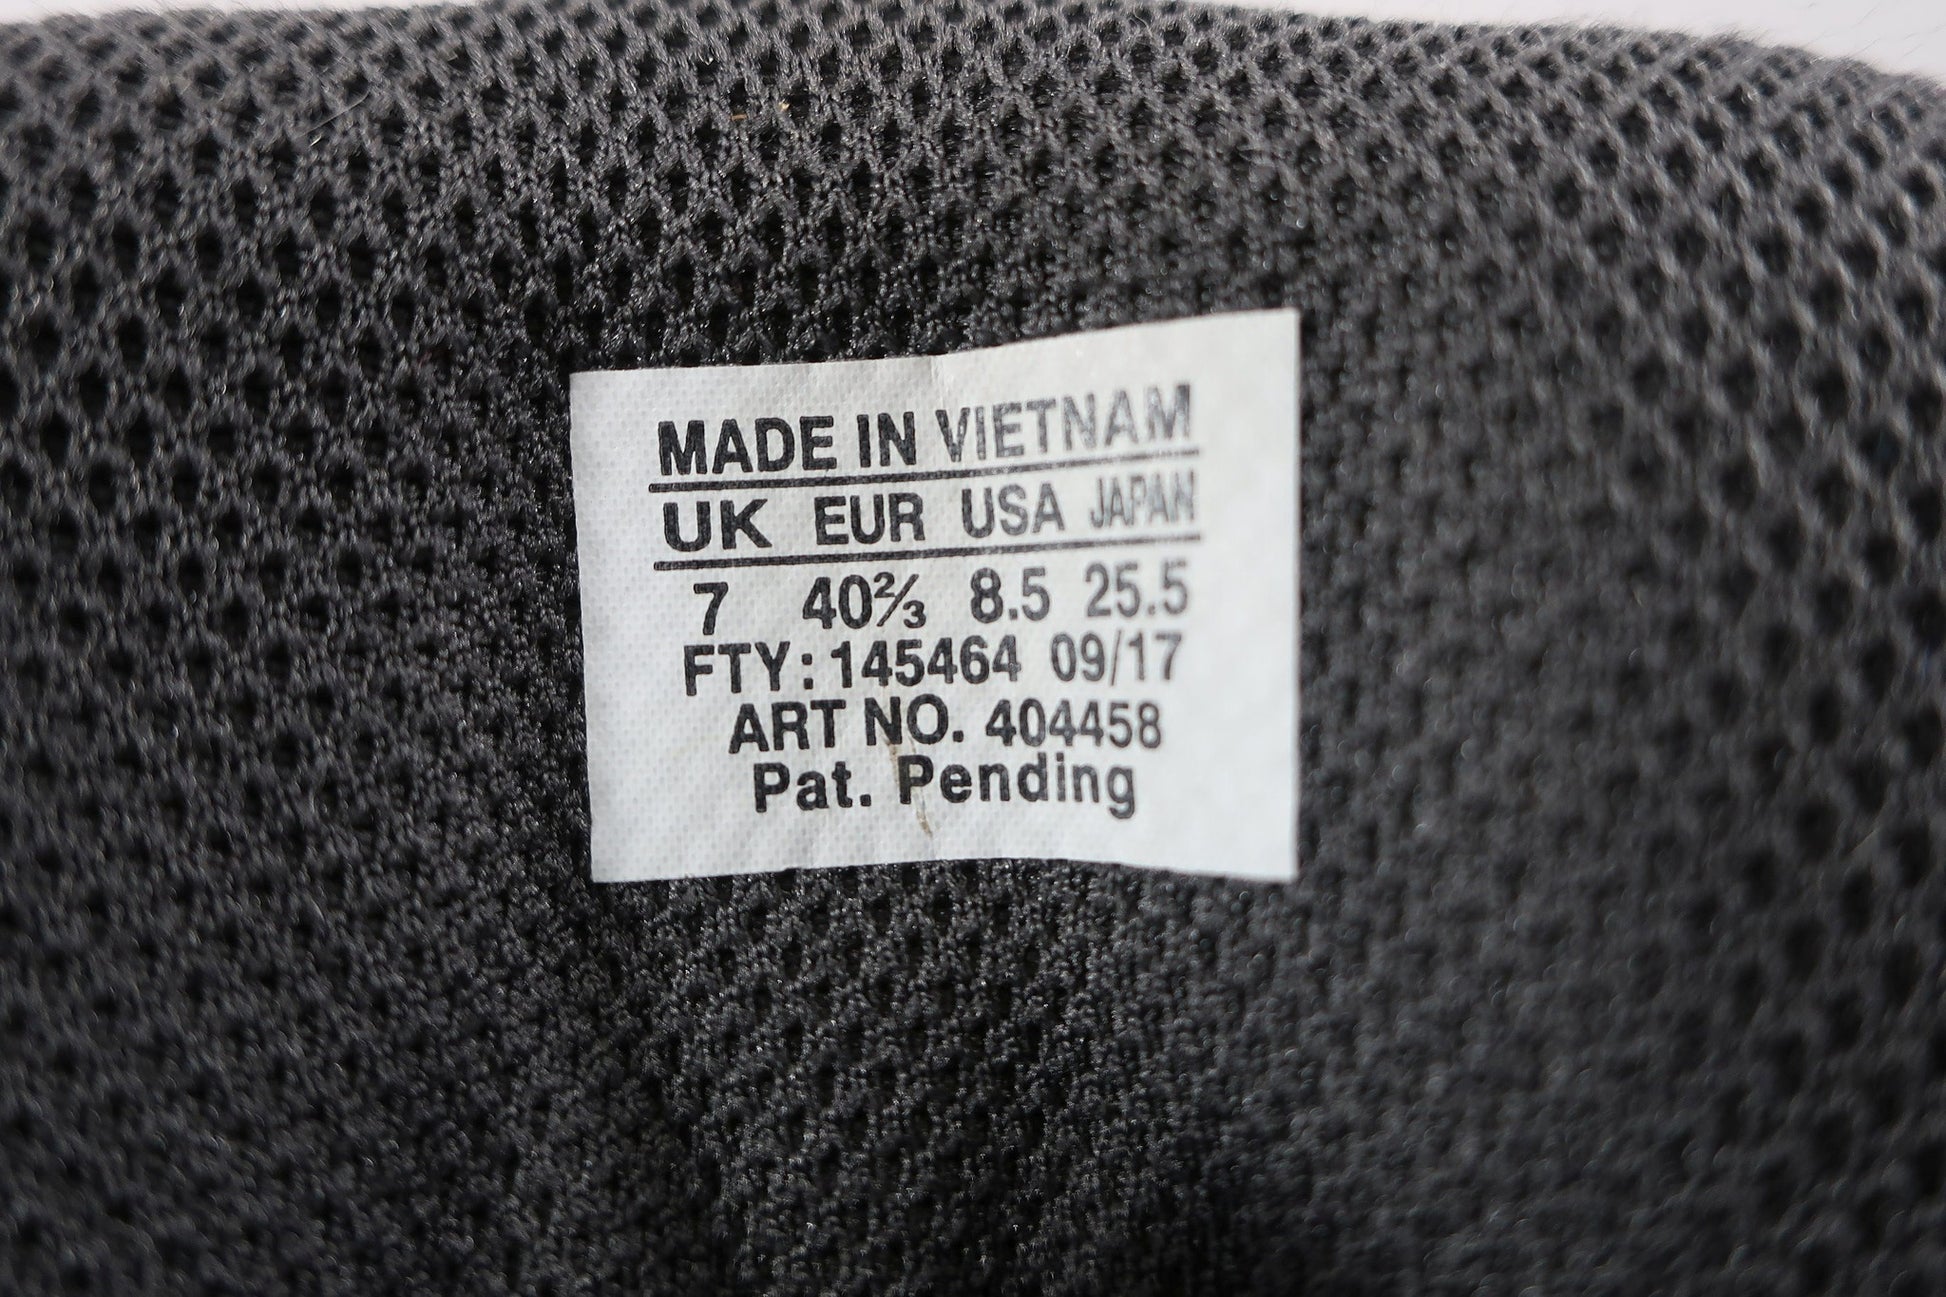 MADE IN VIETNAM
UK EUR USA JAPAN
7 40⅔ 8.5 25.5
FTY: 145464 09/17
ART NO. 404458
Pat. Pending